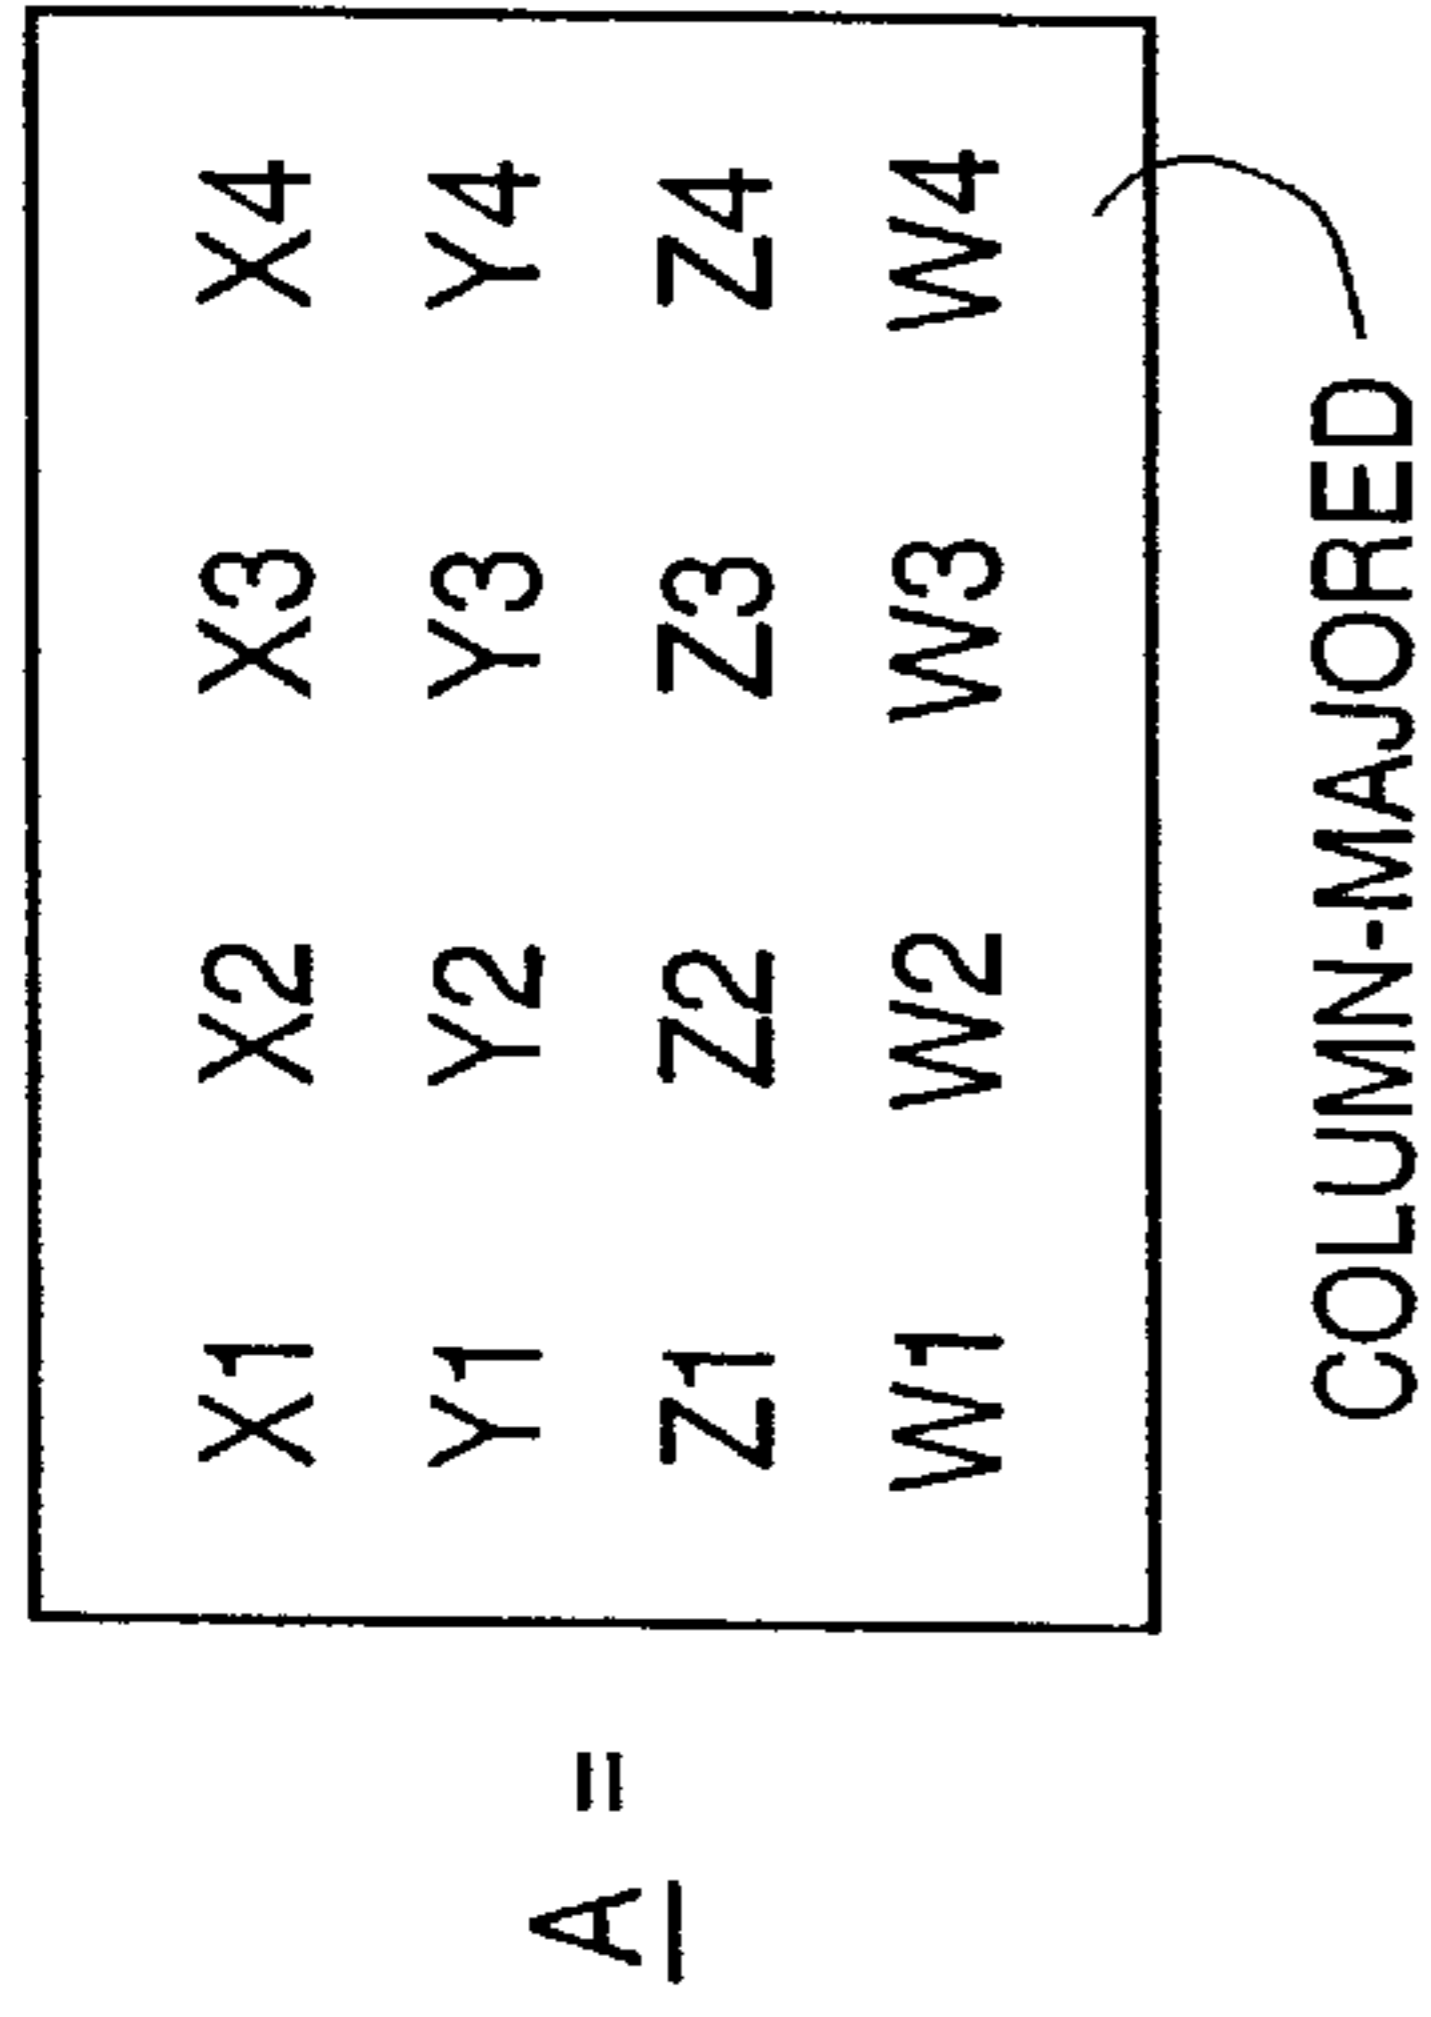 X1 X2 X3 X4
Y1 Y2 Y3 Y4
A = Z1 Z2 Z3 Z4
W1 W2 W3 W4
COLUMN-MAJORED